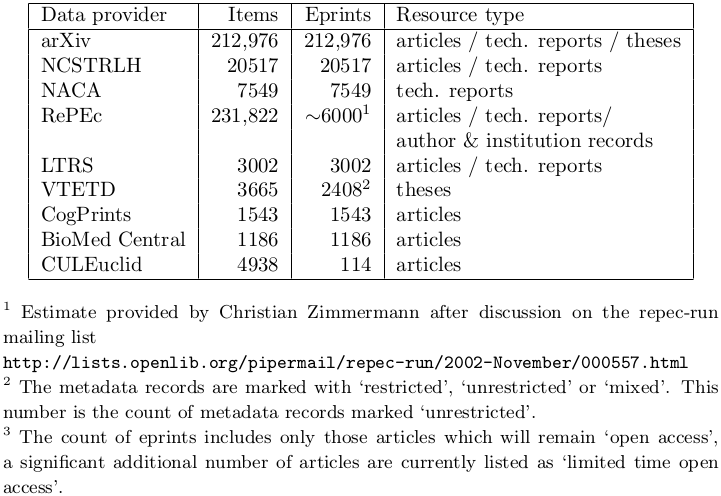 Data provider Items Eprints Resource type
arXiv 212,976 212,976 articles / tech. reports / theses
NCSTRLH 20517 20517 articles / tech. reports
NACA 7549 7549 tech. reports
RePEc 231,822 ∼6000¹ articles / tech. reports/
author & institution records
LTRS 3002 3002 articles / tech. reports
VTETD 3665 2408² theses
CogPrints 1543 1543 articles
BioMed Central 1186 1186 articles
CULEuclid 4938 114 articles
¹ Estimate provided by Christian Zimmermann after discussion on the repec-run
mailing list
http://lists.openlib.org/pipermail/repec-run/2002-November/000557.html
² The metadata records are marked with ‘restricted’, ‘unrestricted’ or ‘mixed’. This
number is the count of metadata records marked ‘unrestricted’.
³ The count of eprints includes only those articles which will remain ‘open access’,
a significant additional number of articles are currently listed as ‘limited time open
access’.